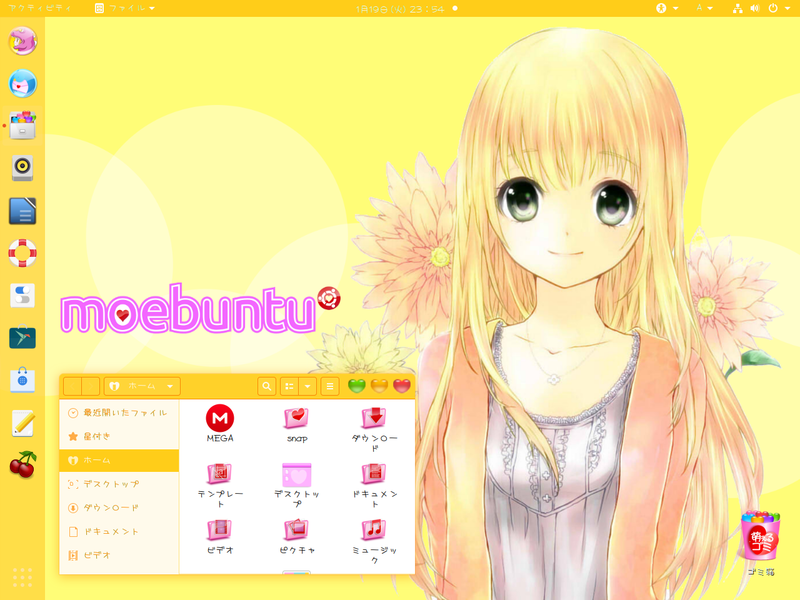 アクティビティ
ファイル
1月19日(火) 23:54
A
moebuntu
ホーム
最近開いたファイル
星付き
ホーム
デスクトップ
ダウンロード
ドキュメント
ビデオ
MEGA
snap
ダウンロー
ド
テンプレー
ト
デスクトッ
プ
ドキュメン
ト
ビデオ
ピクチャ
ミュージッ
ク
萌える
ゴミ
ゴミ箱